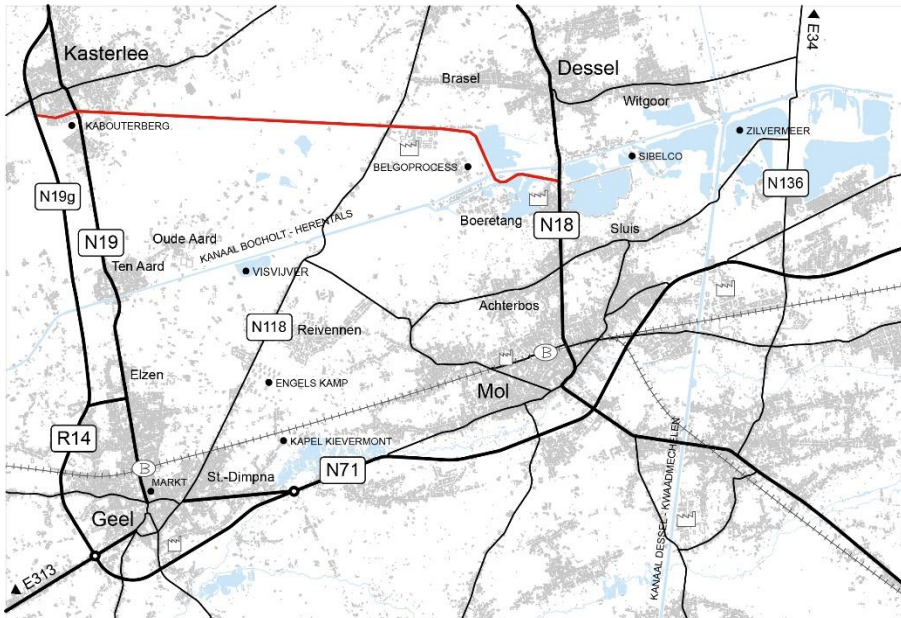 Kasterlee
Brasel
Dessel
E34
Witgoor
KABOUTERBERG
ZILVERMEER
BELGOPROCESS
SIBELCO
N19g
N136
Boeretang
N18
Sluis
N19
Oude Aard
KANAAL BOCHOLT - HERENTALS
Ten Aard
VISVIJVER
Achterbos
N118
Reivennen
B
Elzen
ENGELS KAMP
Mol
R14
KAPEL KIEVERMONT
B
St.-Dimpna
N71
MARKT
KANAAL DESSEL - KWAADMECHELEN
Geel
E313